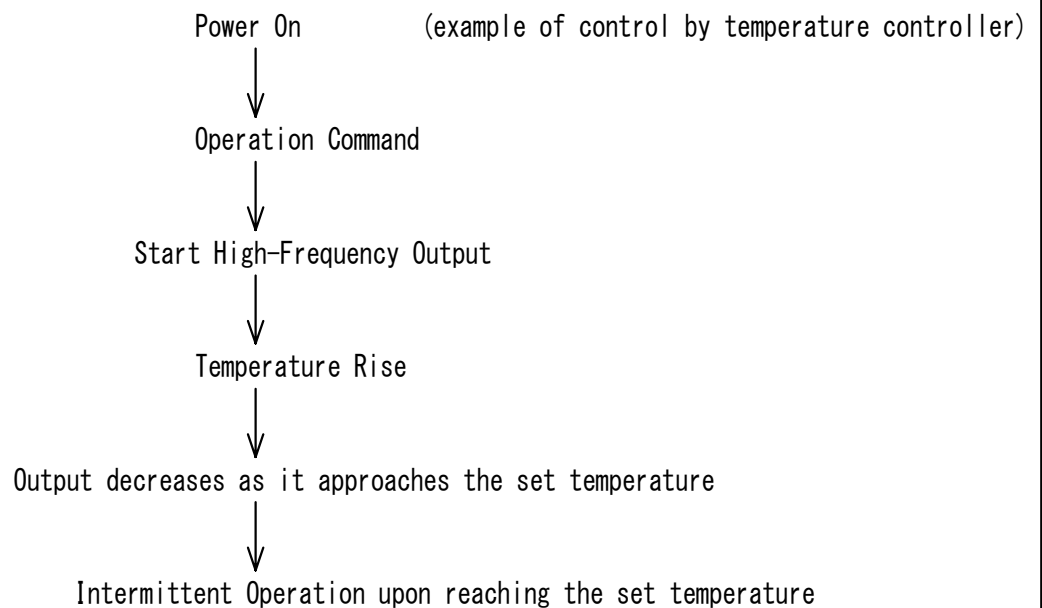 Power On (example of control by temperature controller)
Operation Command
Start High-Frequency Output
Temperature Rise
Output decreases as it approaches the set temperature
Intermittent Operation upon reaching the set temperature